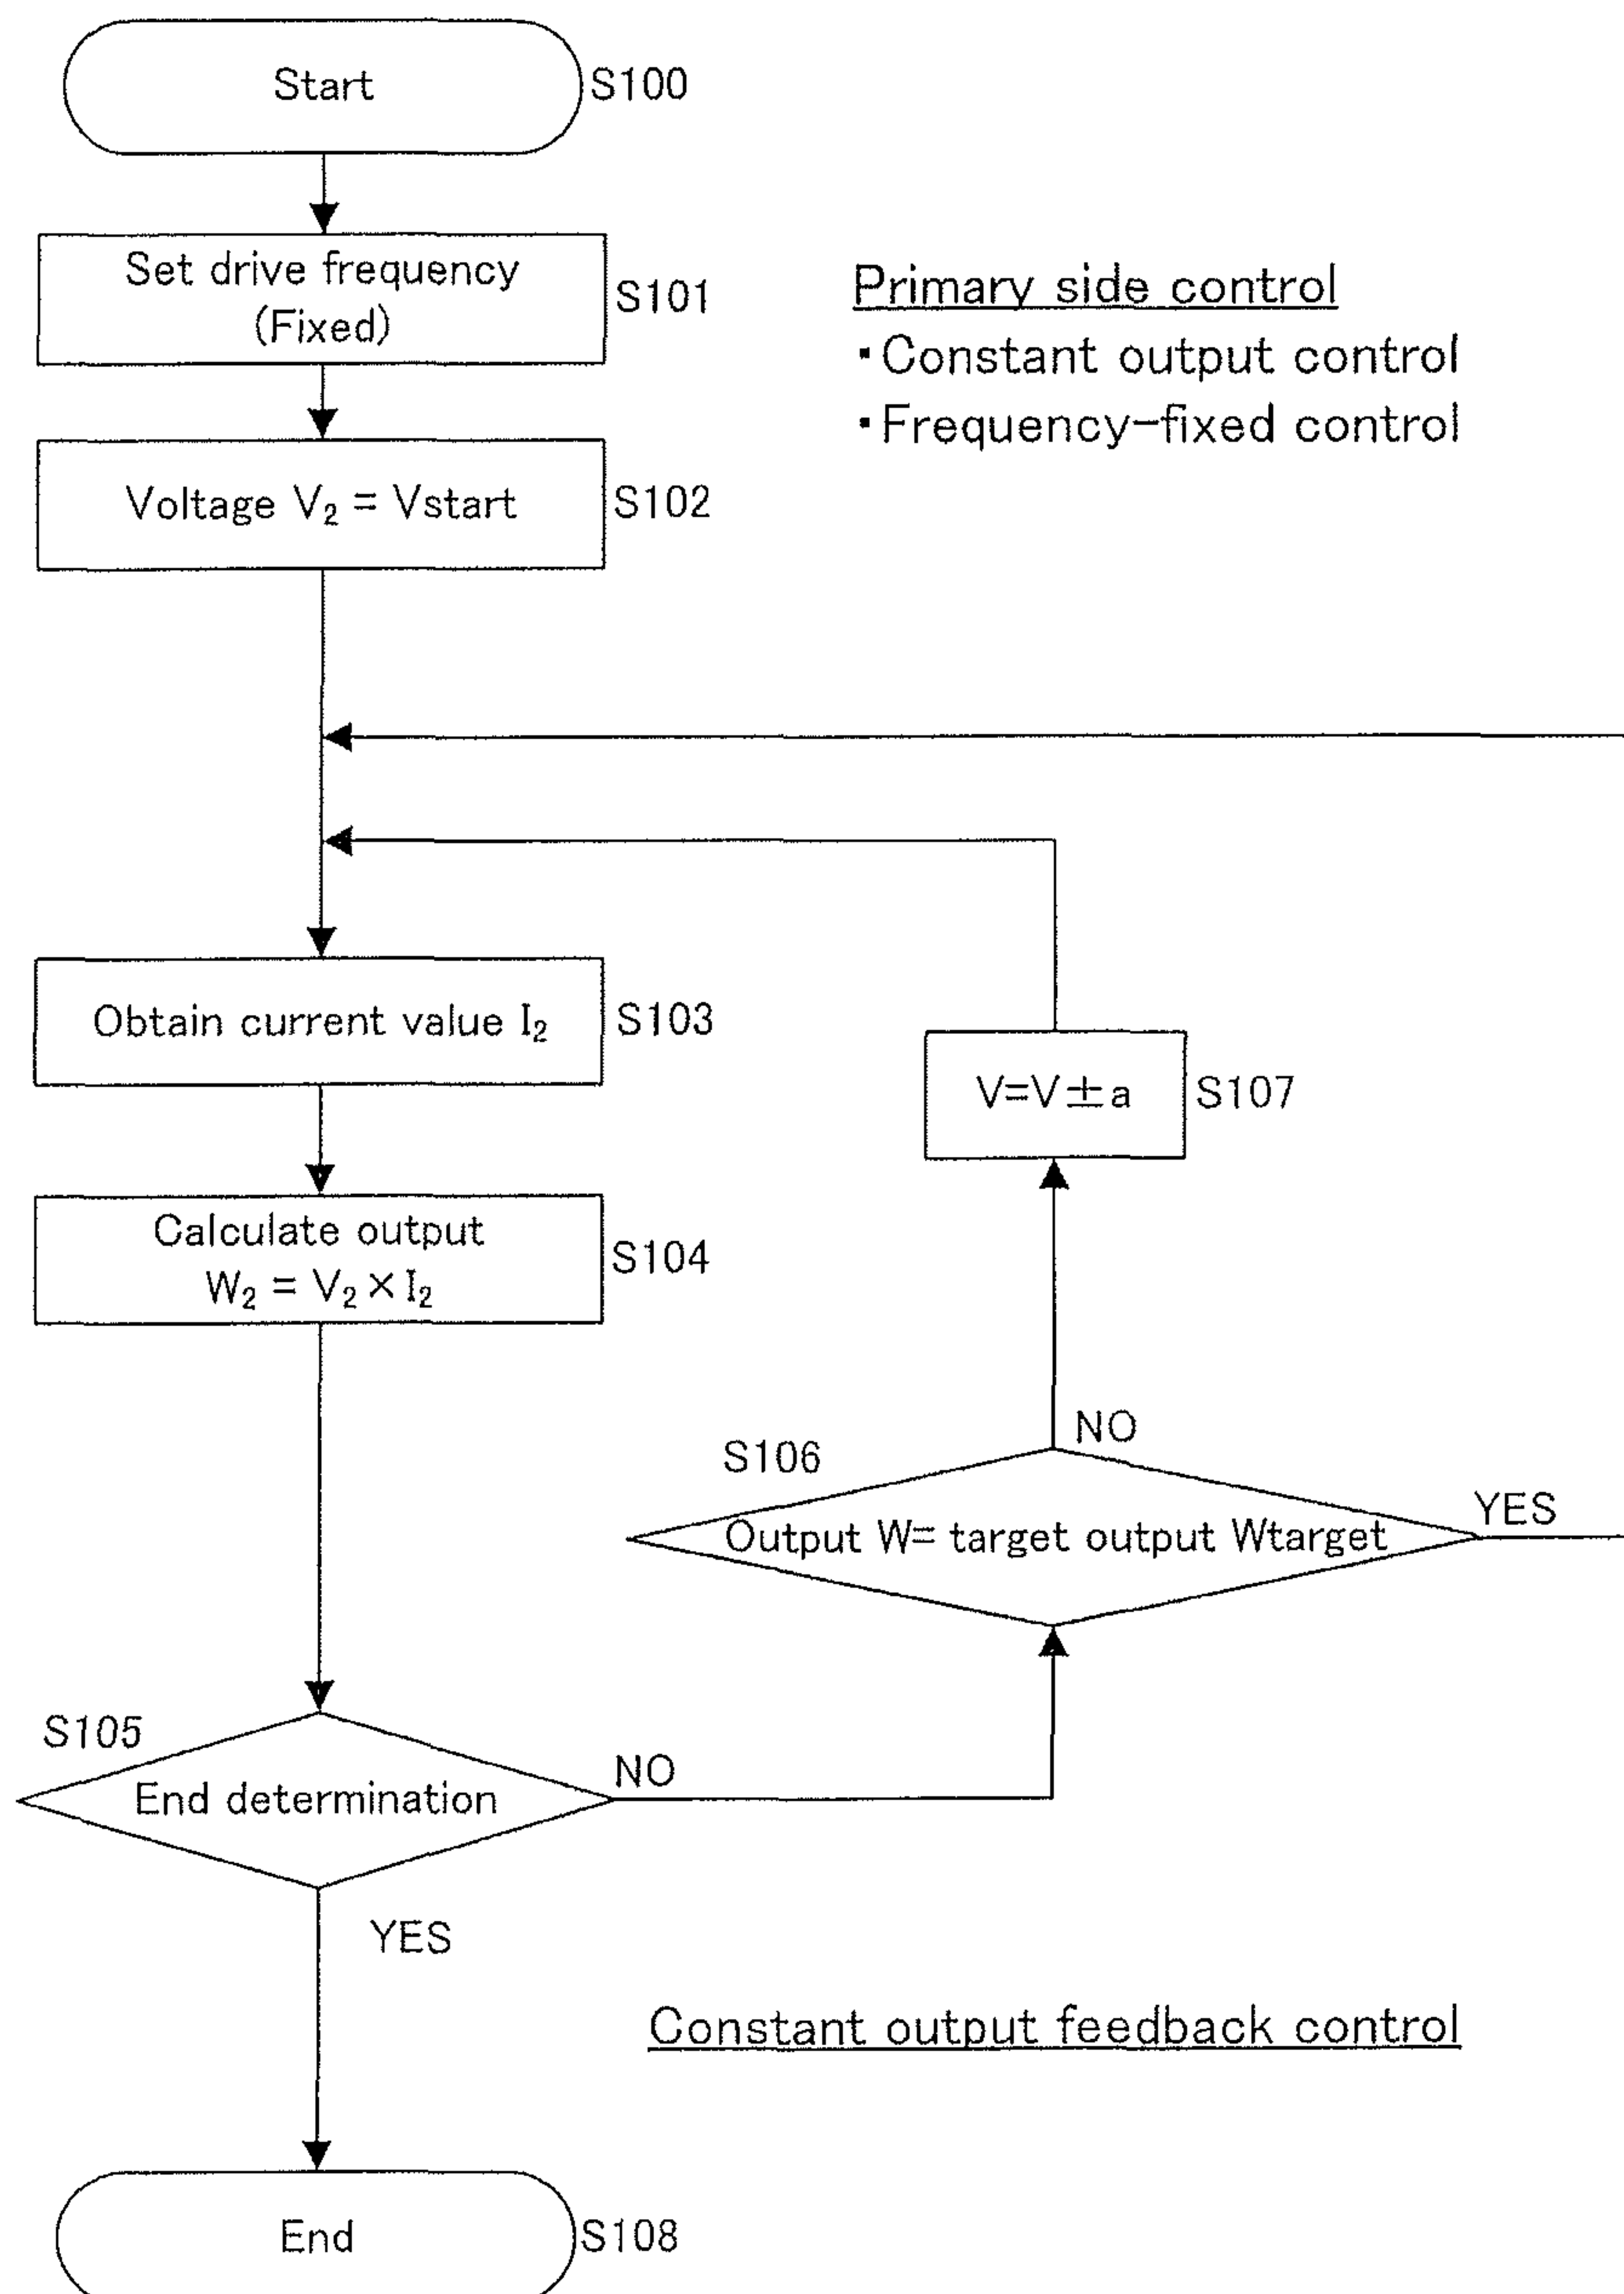 Start
S100
Set drive frequency
(Fixed)
S101
Primary side control
・Constant output control
・Frequency-fixed control
Voltage V₂ = Vstart
S102
Obtain current value I₂
S103
V=V±a
S107
Calculate output
W₂ = V₂×I₂
S104
NO
S106
Output W= target output Wtarget
YES
S105
End determination
NO
YES
Constant output feedback control
End
S108